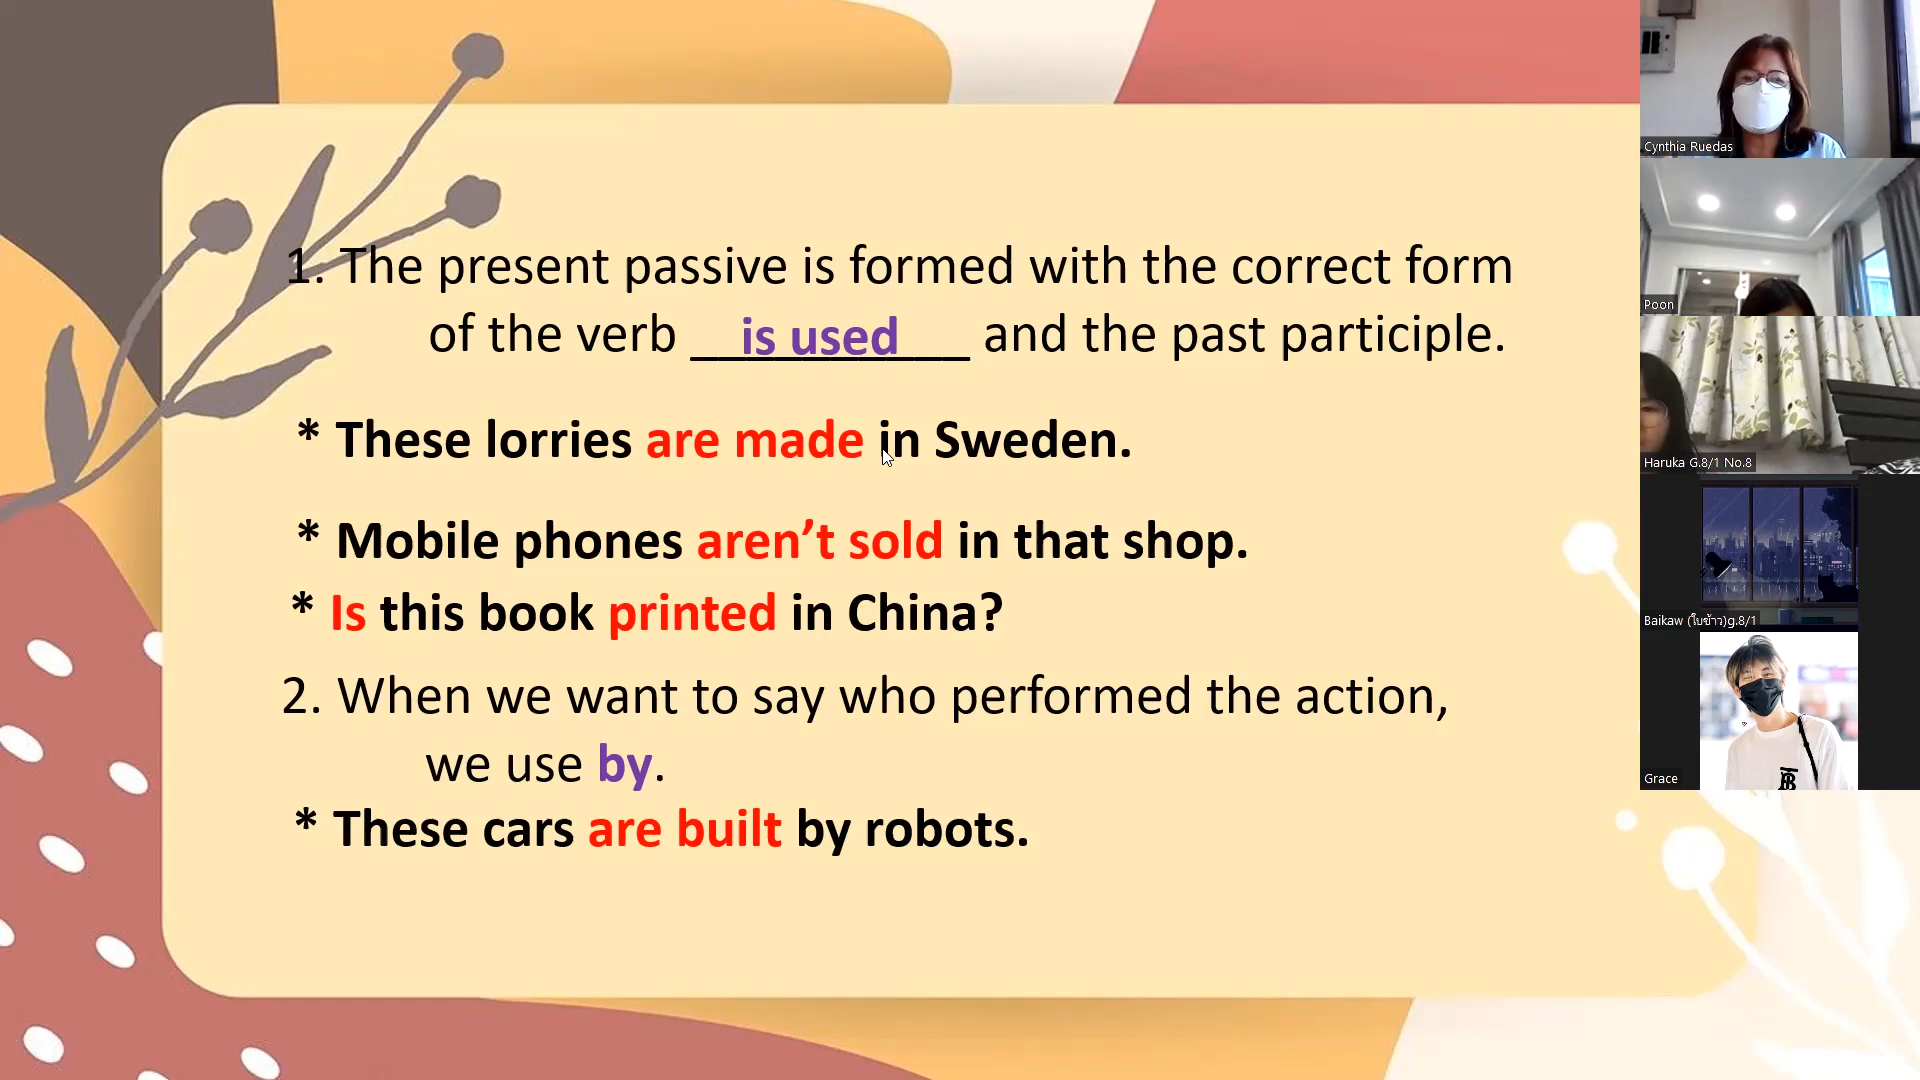 1. The present passive is formed with the correct form
of the verb __________ is used and the past participle.
* These lorries are made in Sweden.
* Mobile phones aren’t sold in that shop.
* Is this book printed in China?
2. When we want to say who performed the action,
we use by.
* These cars are built by robots.
Cynthia Ruedas
Poon
Haruka G.8/1 No.8
Baikaw (ใบข้าว)g.8/1
Grace